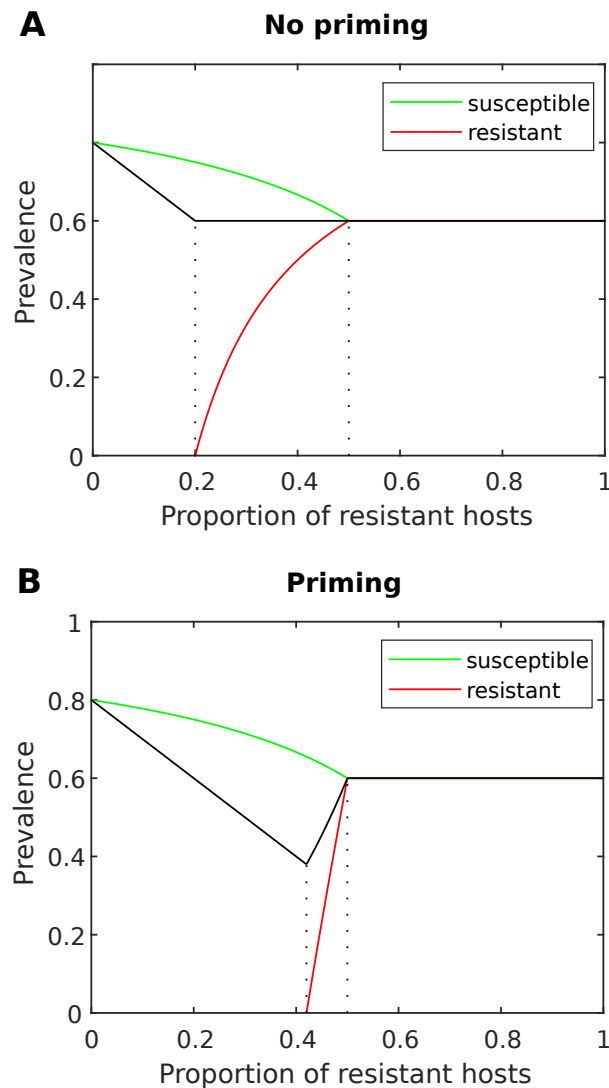 A
No priming
susceptible
resistant
0.6
0.4
0.2
0
Prevalence
0 0.2 0.4 0.6 0.8 1
Proportion of resistant hosts
B
Priming
1
0.8
0.6
0.4
0.2
0
susceptible
resistant
Prevalence
0 0.2 0.4 0.6 0.8 1
Proportion of resistant hosts